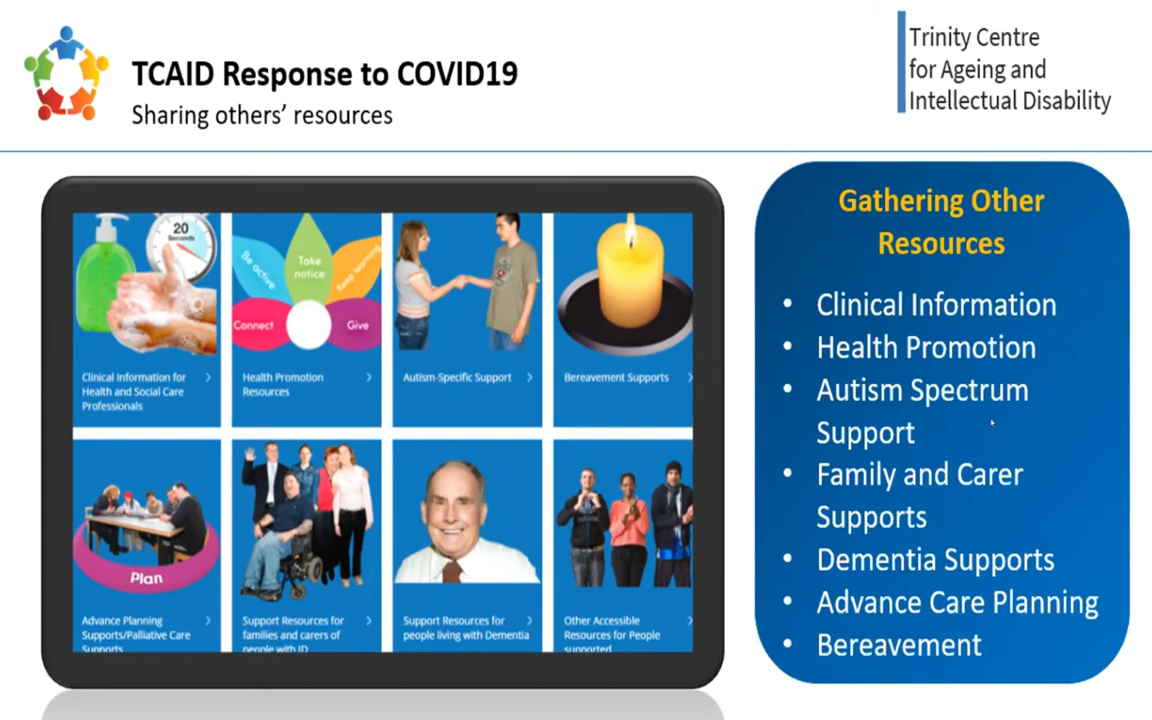 TCAID Response to COVID19
Sharing others’ resources
Trinity Centre
for Ageing and
Intellectual Disability
20
Seconds
Be active
Take
notice
Keep learning
Connect
Give
Clinical Information for
Health and Social Care
Professionals
Health Promotion
Resources
Autism-Specific Support
Bereavement Supports
Plan
Advance Planning
Supports/Palliative Care
Supports
Support Resources for
families and carers of
people with ID
Support Resources for
people living with Dementia
Other Accessible
Resources for People
supported
Gathering Other
Resources
• Clinical Information
• Health Promotion
• Autism Spectrum
Support
• Family and Carer
Supports
• Dementia Supports
• Advance Care Planning
• Bereavement